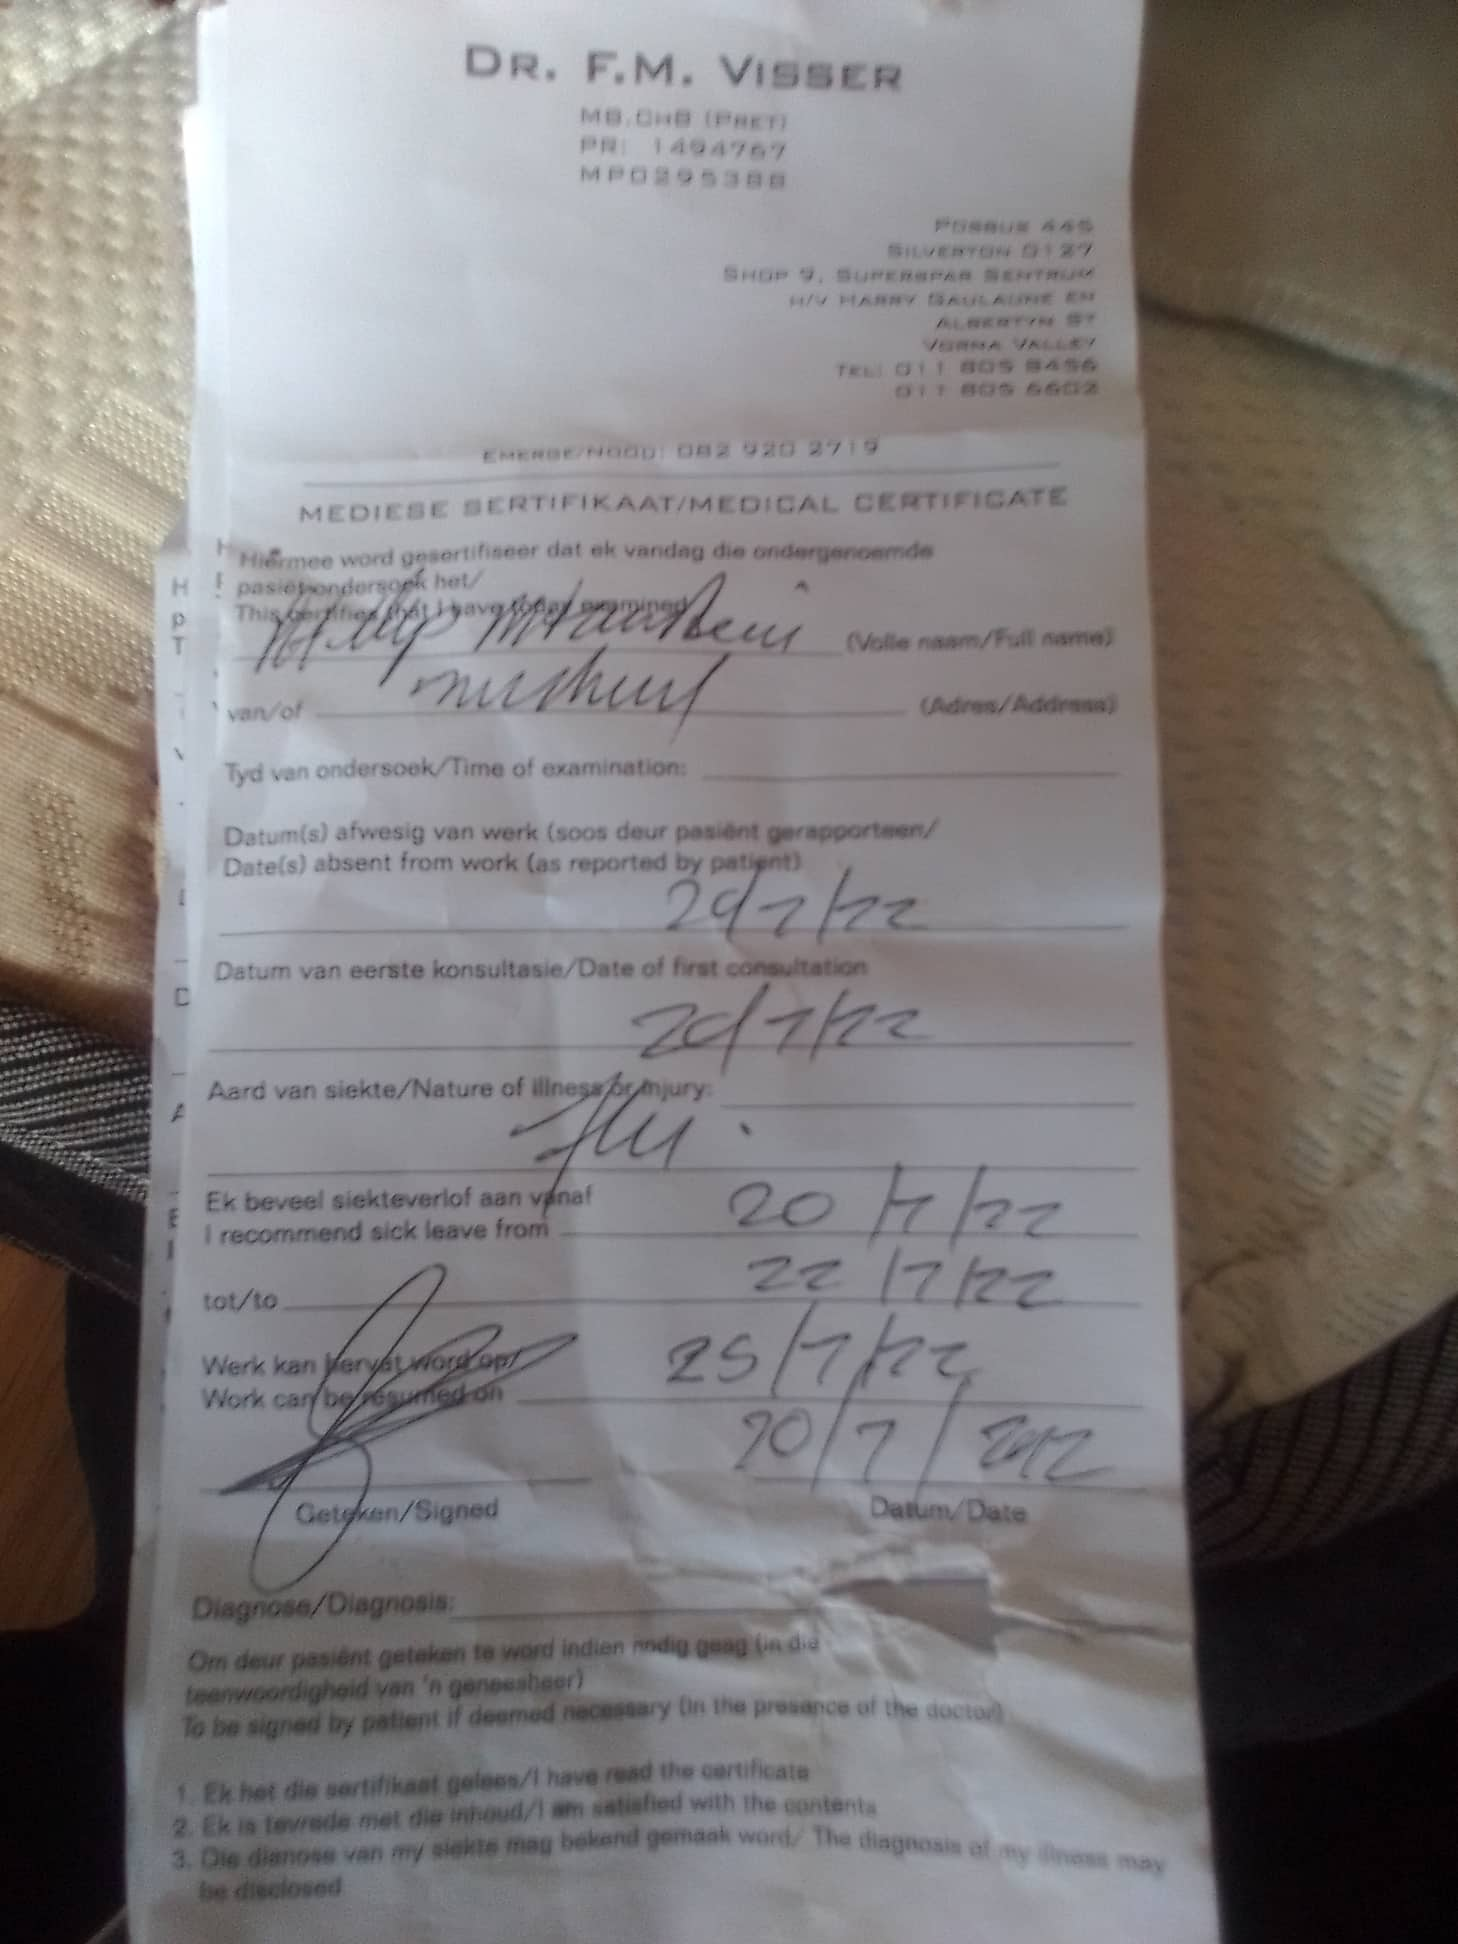 DR. F.M. VISSER
MB.CHB (PRET)
PR: 1494767
MP0295388
POSBUS 445
SILVERTON 0127
SHOP 9, SUPERSPAR SENTRUM
H/V HARRY GALAUNE EN
ALBERTYN ST
VORNA VALLEY
TEL: 011 805 8456
011 805 6602
EMERGE/NOOD: 082 920 2719
MEDIESE SERTIFIKAAT/MEDICAL CERTIFICATE
Hiermee word gesertifiseer dat ek vandag die ondergenoemde
pasiët ondersoek het/
This certifies that I have today examined
(Volle naam/Full name)
van/of (Adres/Address)
Tyd van ondersoek/Time of examination:
Datum(s) afwesig van werk (soos deur pasiënt gerapporteen/
Date(s) absent from work (as reported by patient)
20/7/22
Datum van eerste konsultasie/Date of first consultation
20/7/22
Aard van siekte/Nature of illness or injury:
flu
Ek beveel siekteverlof aan vanaf
I recommend sick leave from 20/7/22
tot/to 22/7/22
Werk kan hervat word op/
Work can be resumed on 25/7/22
20/7/2022
Geteken/Signed Datum/Date
Diagnose/Diagnosis:
Om deur pasiënt geteken te word indien nodig geag (in die
teenwoordigheid van 'n geneesheer)
To be signed by patient if deemed necessary (in the presence of the doctor)
1. Ek het die sertifikaat gelees/I have read the certificate
2. Ek is tevrede met die inhoud/I am satisfied with the contents
3. Die dianose van my siekte mag bekend gemaak word/ The diagnosis of my illness may
be disclosed